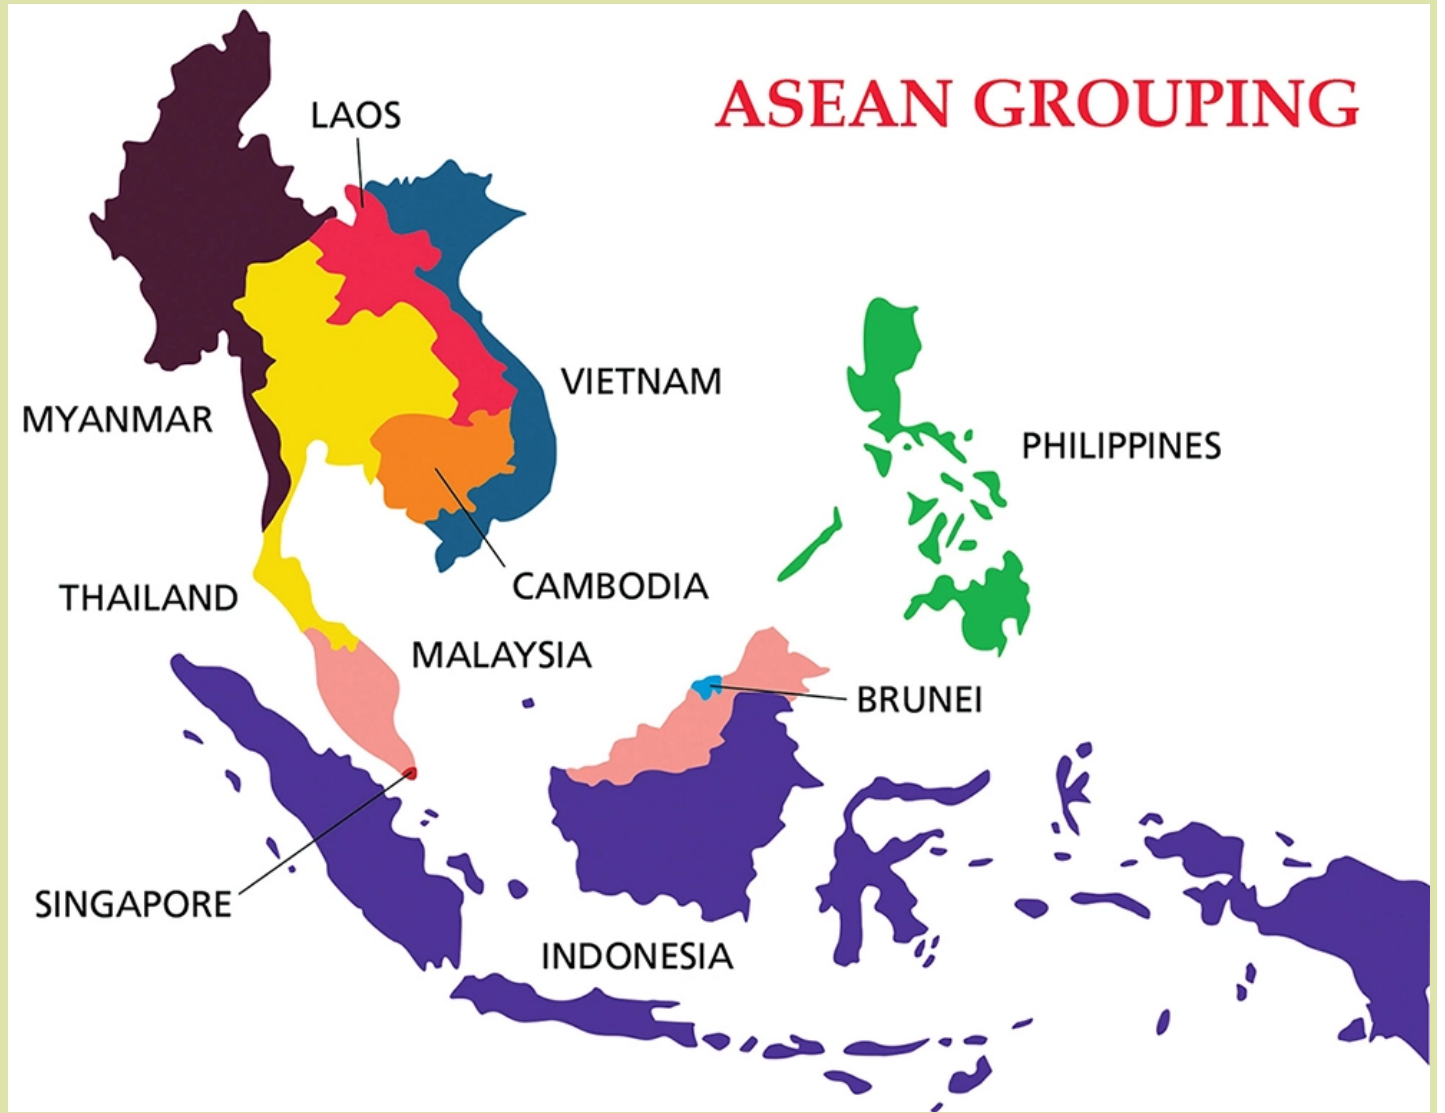 ASEAN GROUPING
LAOS
VIETNAM
MYANMAR
PHILIPPINES
CAMBODIA
THAILAND
MALAYSIA
BRUNEI
SINGAPORE
INDONESIA